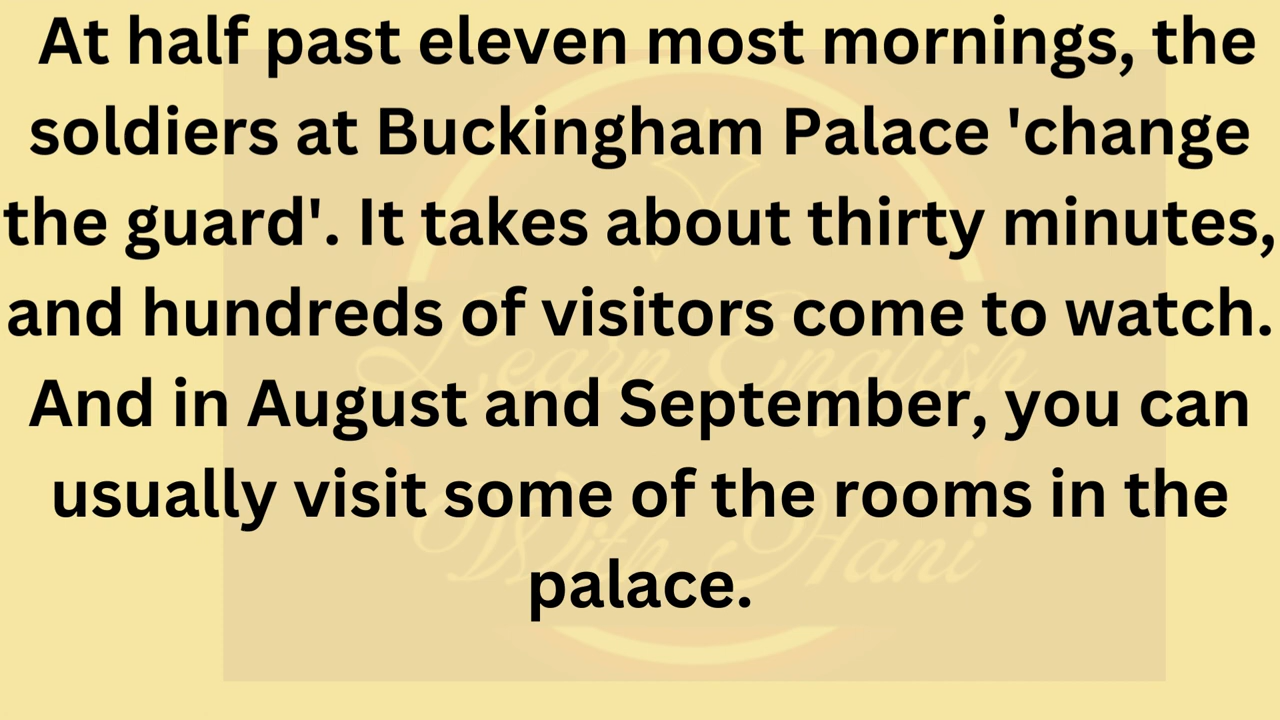 At half past eleven most mornings, the
soldiers at Buckingham Palace 'change
the guard'. It takes about thirty minutes,
and hundreds of visitors come to watch.
Learn English
And in August and September, you can
usually visit some of the rooms in the
With Hani
palace.